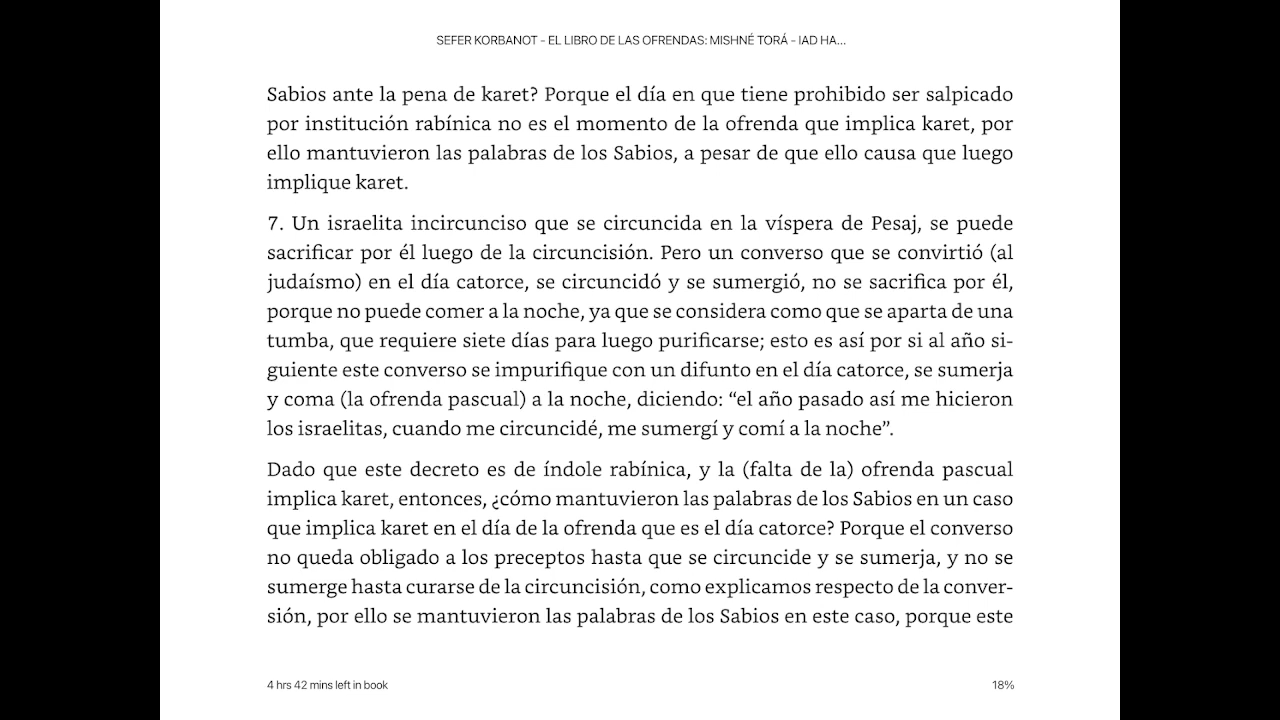 SEFER KORBANOT - EL LIBRO DE LAS OFRENDAS: MISHNÉ TORÁ - IAD HA...
Sabios ante la pena de karet? Porque el día en que tiene prohibido ser salpicado
por institución rabínica no es el momento de la ofrenda que implica karet, por
ello mantuvieron las palabras de los Sabios, a pesar de que ello causa que luego
implique karet.
7. Un israelita incircunciso que se circuncida en la víspera de Pesaj, se puede
sacrificar por él luego de la circuncisión. Pero un converso que se convirtió (al
judaísmo) en el día catorce, se circuncidó y se sumergió, no se sacrifica por él,
porque no puede comer a la noche, ya que se considera como que se aparta de una
tumba, que requiere siete días para luego purificarse; esto es así por si al año si-
guiente este converso se impurifique con un difunto en el día catorce, se sumerja
y coma (la ofrenda pascual) a la noche, diciendo: “el año pasado así me hicieron
los israelitas, cuando me circuncidé, me sumergí y comí a la noche”.
Dado que este decreto es de índole rabínica, y la (falta de la) ofrenda pascual
implica karet, entonces, ¿cómo mantuvieron las palabras de los Sabios en un caso
que implica karet en el día de la ofrenda que es el día catorce? Porque el converso
no queda obligado a los preceptos hasta que se circuncide y se sumerja, y no se
sumerge hasta curarse de la circuncisión, como explicamos respecto de la conver-
sión, por ello se mantuvieron las palabras de los Sabios en este caso, porque este
4 hrs 42 mins left in book
18%